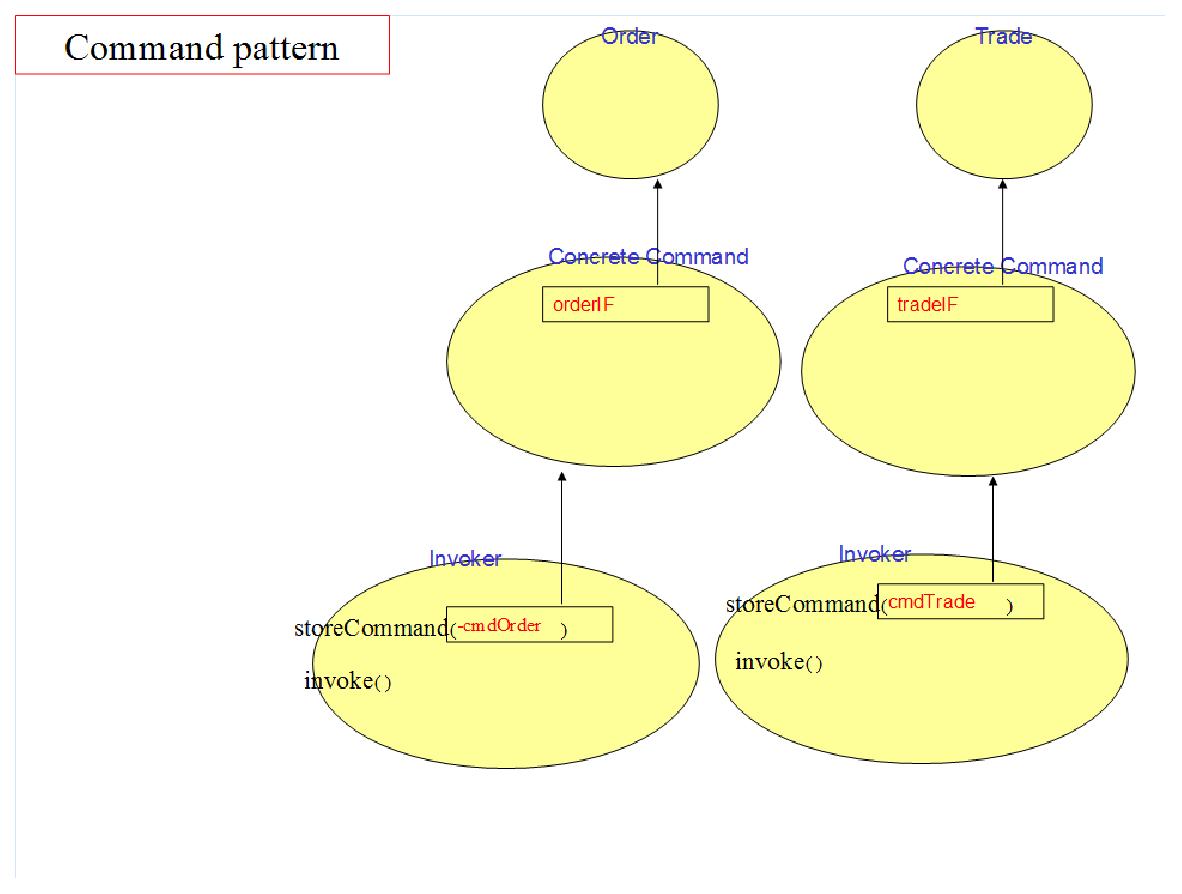 Command pattern
Order
Trade
Concrete Command
Concrete Command
orderIF
tradeIF
Invoker
Invoker
storeCommand(-cmdOrder )
storeCommand(cmdTrade )
invoke()
invoke()